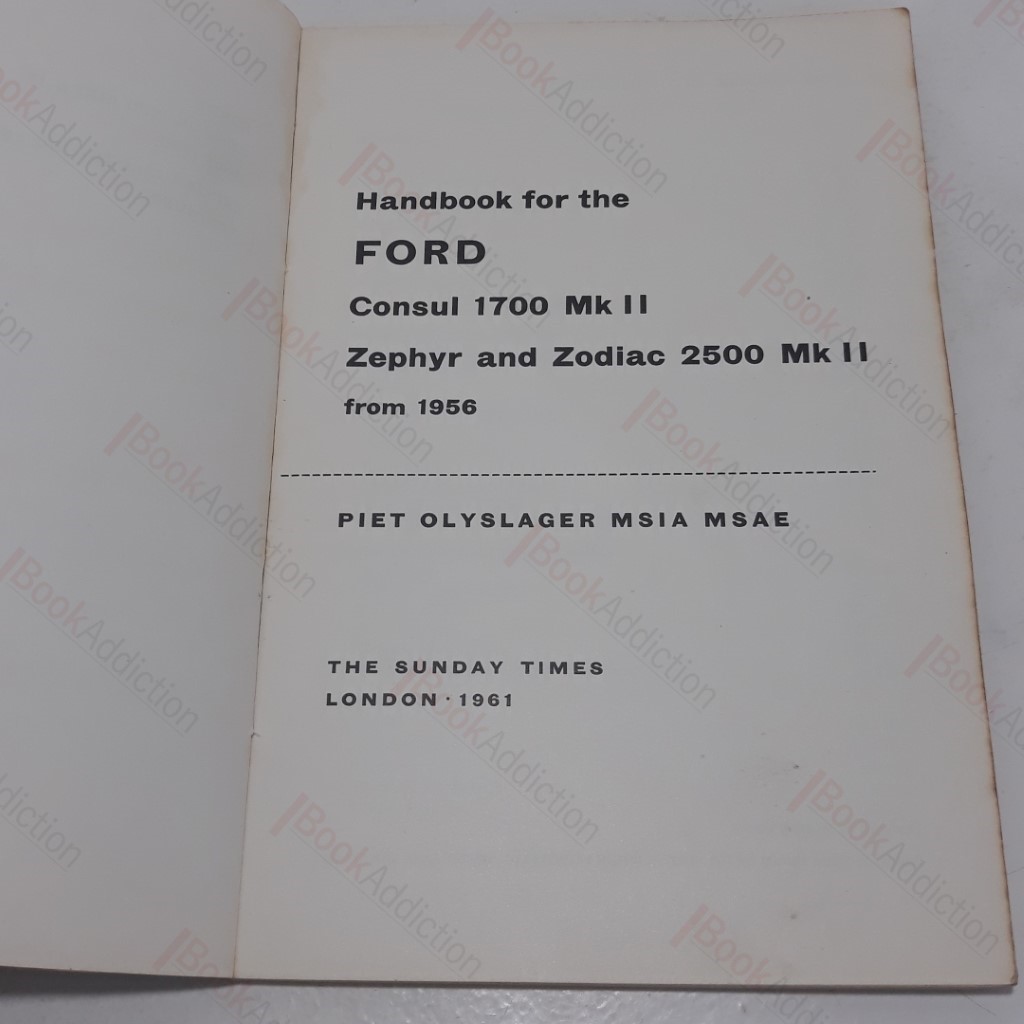 Handbook for the
FORD
Consul 1700 Mk II
Zephyr and Zodiac 2500 Mk II
from 1956
PIET OLYSLAGER MSIA MSAE
THE SUNDAY TIMES
LONDON · 1961
BookAddiction